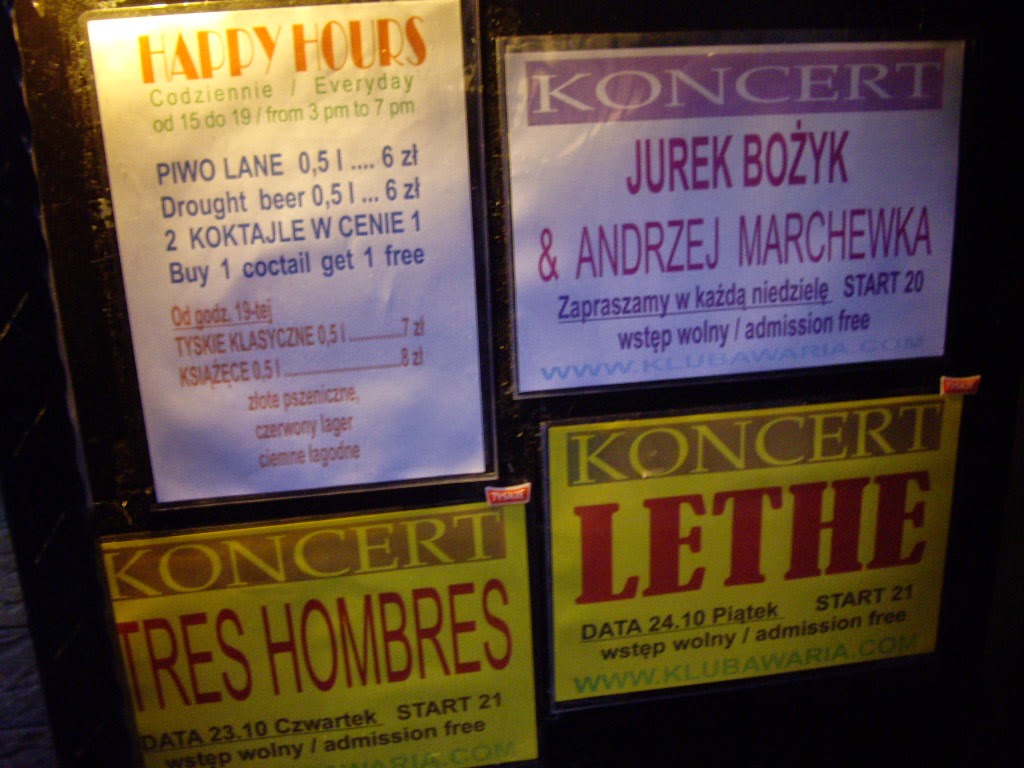 HAPPY HOURS
Codziennie / Everyday
od 15 do 19 / from 3 pm to 7 pm
PIWO LANE 0,5 l .... 6 zł
Drought beer 0,5 l ... 6 zł
2 KOKTAJLE W CENIE 1
Buy 1 coctail get 1 free
Od godz. 19-tej
TYSKIE KLASYCZNE 0,5 l ..............7 zł
KSIĄŻĘCE 0,5 l ..............................8 zł
złote pszeniczne,
czerwony lager
ciemne łagodne
KONCERT
JUREK BOŻYK
& ANDRZEJ MARCHEWKA
Zapraszamy w każdą niedzielę START 20
wstęp wolny / admission free
WWW.KLUBAWARIA.COM
KONCERT
TRES HOMBRES
DATA 23.10 Czwartek START 21
wstęp wolny / admission free
WWW.KLUBAWARIA.COM
TYSKIE
KONCERT
LETHE
DATA 24.10 Piątek START 21
wstęp wolny / admission free
WWW.KLUBAWARIA.COM